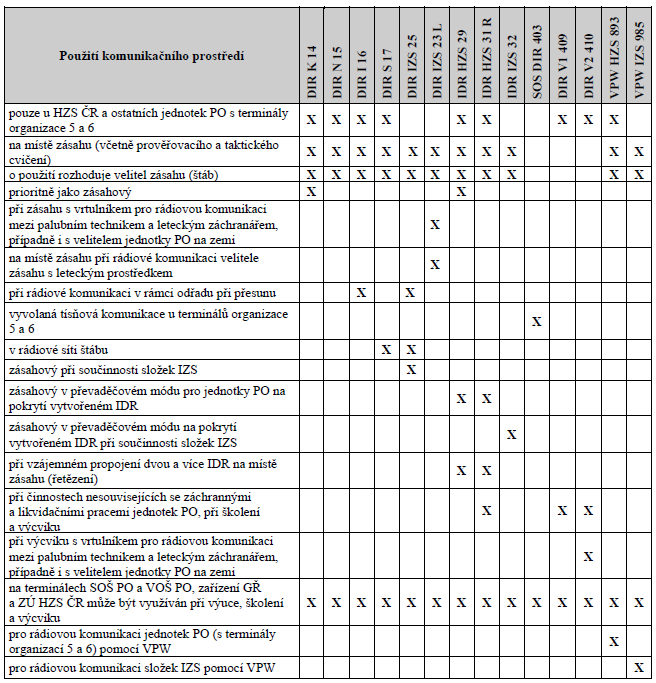 Použití komunikačního prostředí
DIR K 14
DIR N 15
DIR I 16
DIR S 17
DIR IZS 25
DIR IZS 23 L
IDR HZS 29
IDR HZS 31 R
IDR IZS 32
SOS DIR 403
DIR V1 409
DIR V2 410
VPW HZS 893
VPW IZS 985
pouze u HZS ČR a ostatních jednotek PO s terminály
organizace 5 a 6
X X X X X X X X X
na místě zásahu (včetně prověřovacího a taktického
cvičení)
X X X X X X X X X X X
o použití rozhoduje velitel zásahu (štáb) X X X X X X X X X X X
prioritně jako zásahový X X
při zásahu s vrtulníkem pro rádiovou komunikaci
mezi palubním technikem a leteckým záchranářem,
případně i s velitelem jednotky PO na zemi
X
na místě zásahu při rádiové komunikaci velitele
zásahu s leteckým prostředkem
X
při rádiové komunikaci v rámci odřadu při přesunu X X
vyvolaná tísňová komunikace u terminálů organizace
5 a 6
X
v rádiové síti štábu X X
zásahový při součinnosti složek IZS X
zásahový v převaděčovém módu pro jednotky PO na
pokrytí vytvořeném IDR
X X
zásahový v převaděčovém módu na pokrytí
vytvořeném IDR při součinnosti složek IZS
X
při vzájemném propojení dvou a více IDR na místě
zásahu (řetězení)
X X
při činnostech nesouvisejících se záchrannými
a likvidačními pracemi jednotek PO, při školení
a výcviku
X X X
při výcviku s vrtulníkem pro rádiovou komunikaci
mezi palubním technikem a leteckým záchranářem,
případně i s velitelem jednotky PO na zemi
X
na terminálech SOŠ PO a VOŠ PO, zařízení GŘ
a ZÚ HZS ČR může být využíván při výuce, školení
a výcviku
X X X X X X X X X X X X X X
pro rádiovou komunikaci jednotek PO (s terminály
organizací 5 a 6) pomocí VPW
X
pro rádiovou komunikaci složek IZS pomocí VPW X